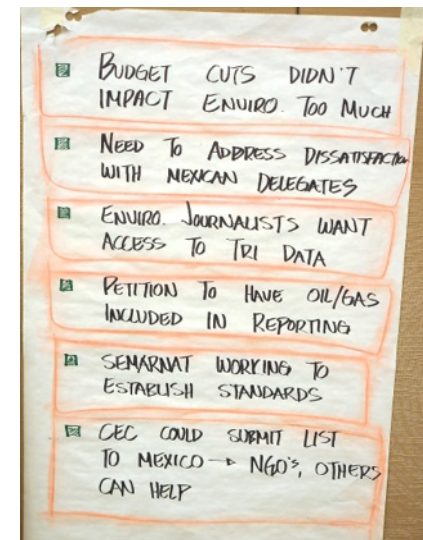 BUDGET CUTS DIDN'T
IMPACT ENVIRO. TOO MUCH
NEED TO ADDRESS DISSATISFACTION
WITH MEXICAN DELEGATES
ENVIRO. JOURNALISTS WANT
ACCESS TO TRI DATA
PETITION TO HAVE OIL/GAS
INCLUDED IN REPORTING
SEMARNAT WORKING TO
ESTABLISH STANDARDS
CEC COULD SUBMIT LIST
TO MEXICO → NGO'S, OTHERS
CAN HELP